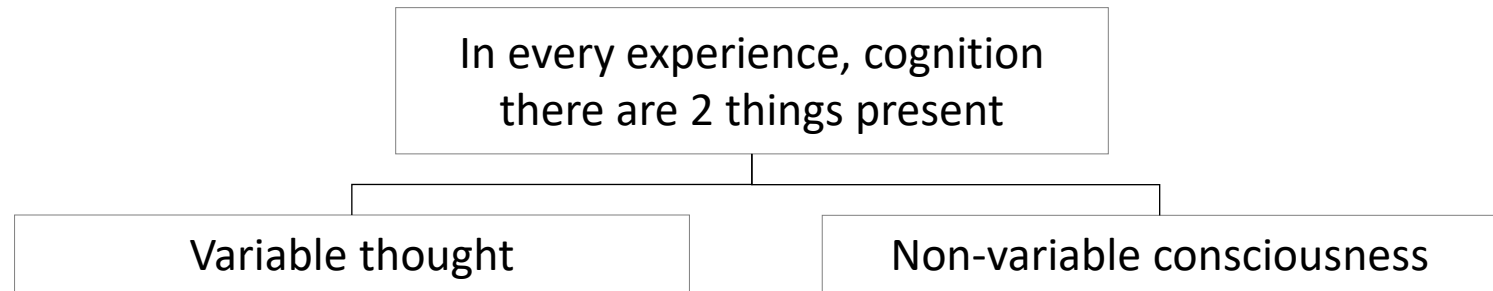 In every experience, cognition
there are 2 things present
Variable thought
Non-variable consciousness